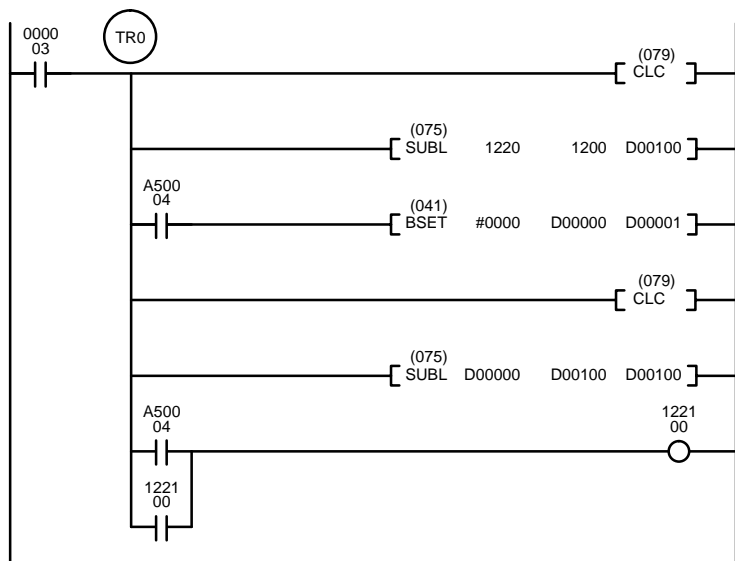 0000
03
TR0
(079)
CLC
(075)
SUBL 1220 1200 D00100
A500
04
(041)
BSET #0000 D00000 D00001
(079)
CLC
(075)
SUBL D00000 D00100 D00100
A500
04
1221
00
1221
00